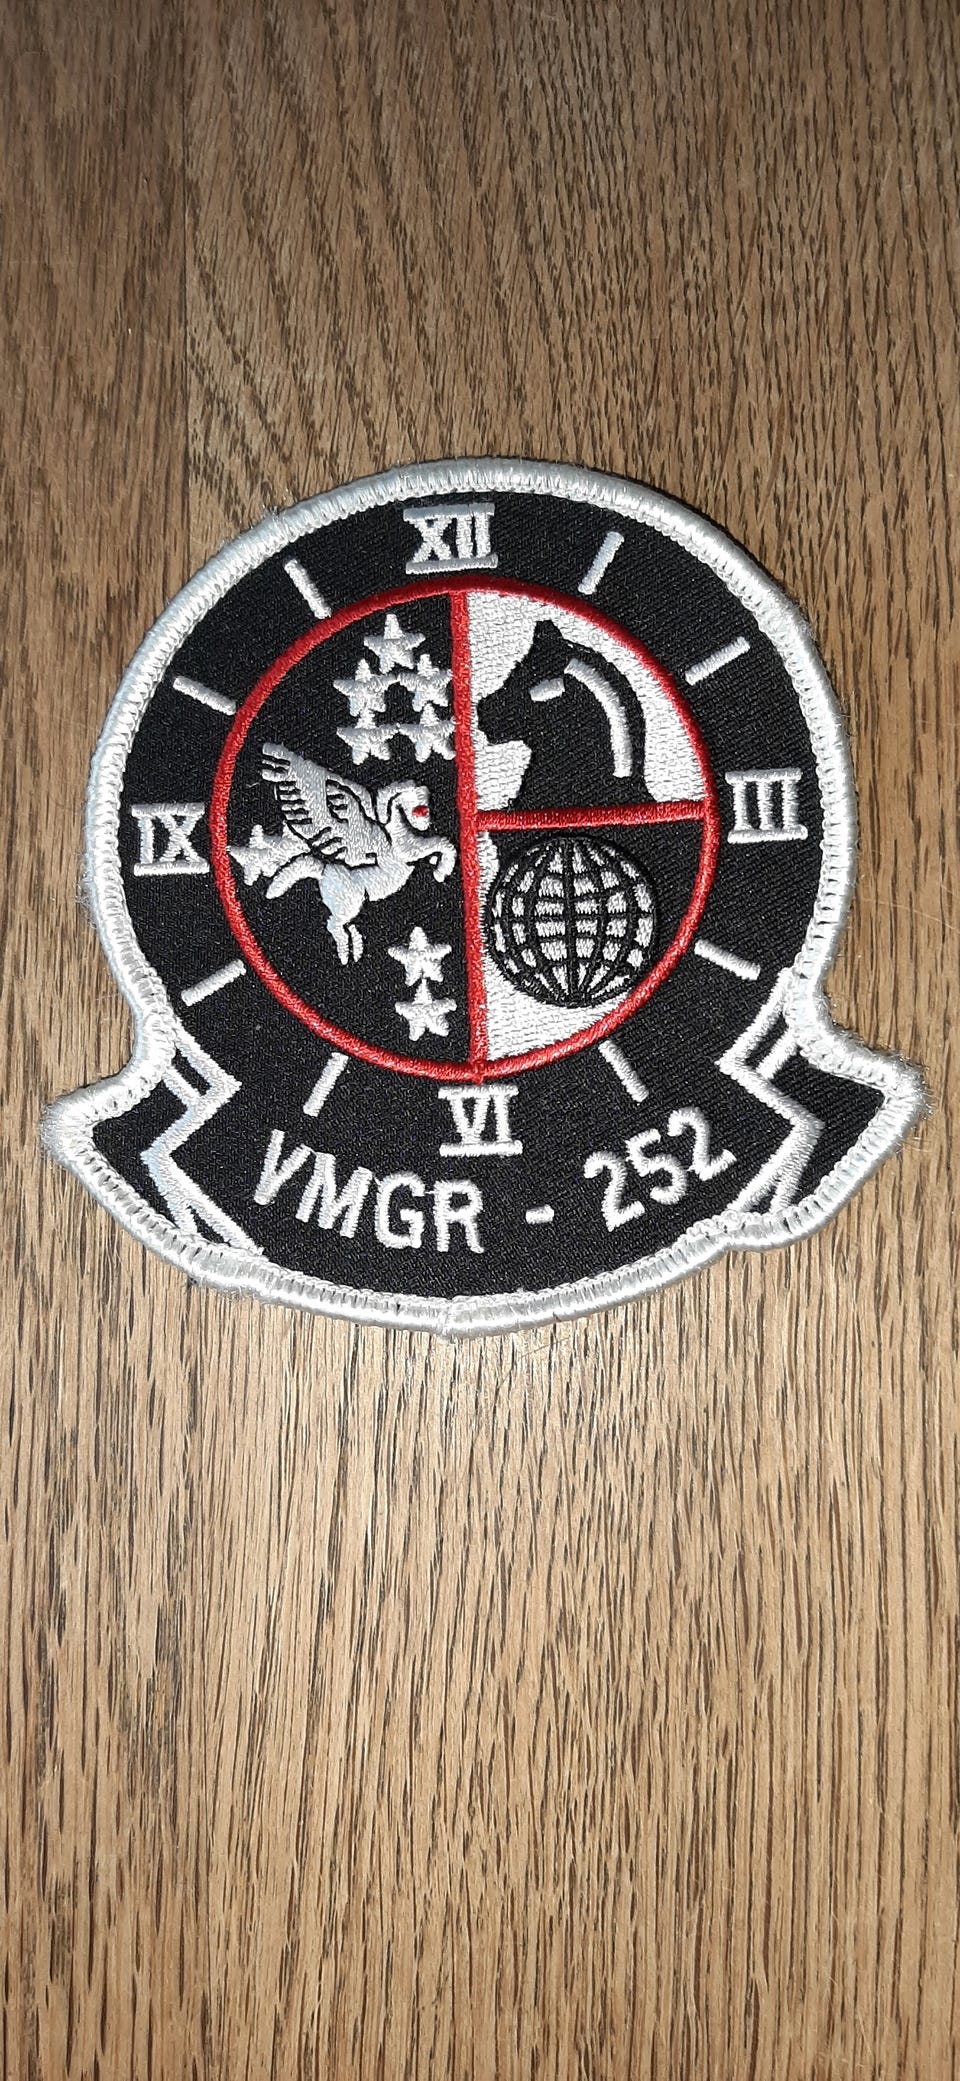 XII
IX III
VI
VMGR - 252